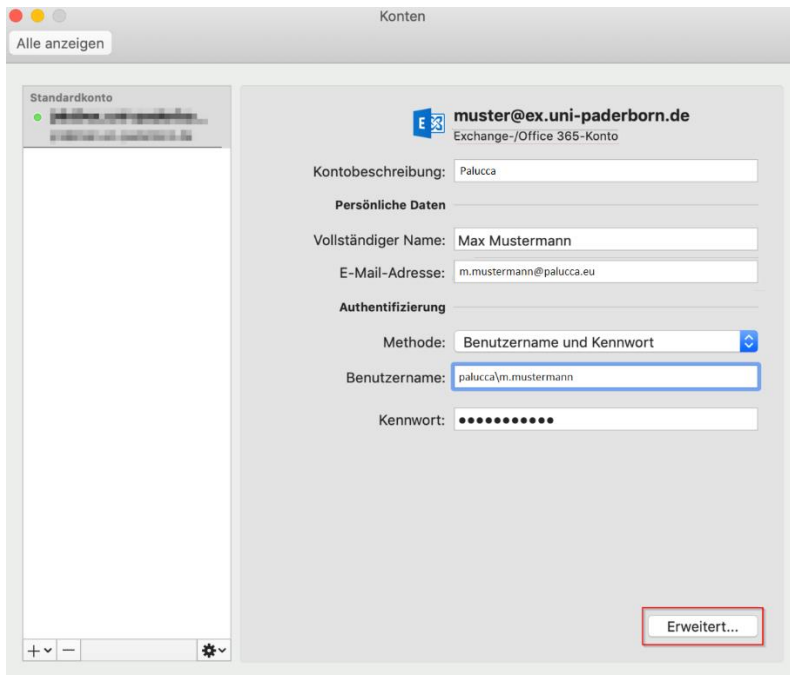 Konten
Alle anzeigen
Standardkonto
muster@ex.uni-paderborn.de
Exchange-/Office 365-Konto
Kontobeschreibung: Palucca
Persönliche Daten
Vollständiger Name: Max Mustermann
E-Mail-Adresse: m.mustermann@palucca.eu
Authentifizierung
Methode: Benutzername und Kennwort
Benutzername: palucca\m.mustermann
Kennwort: ●●●●●●●●●●●
Erweitert...